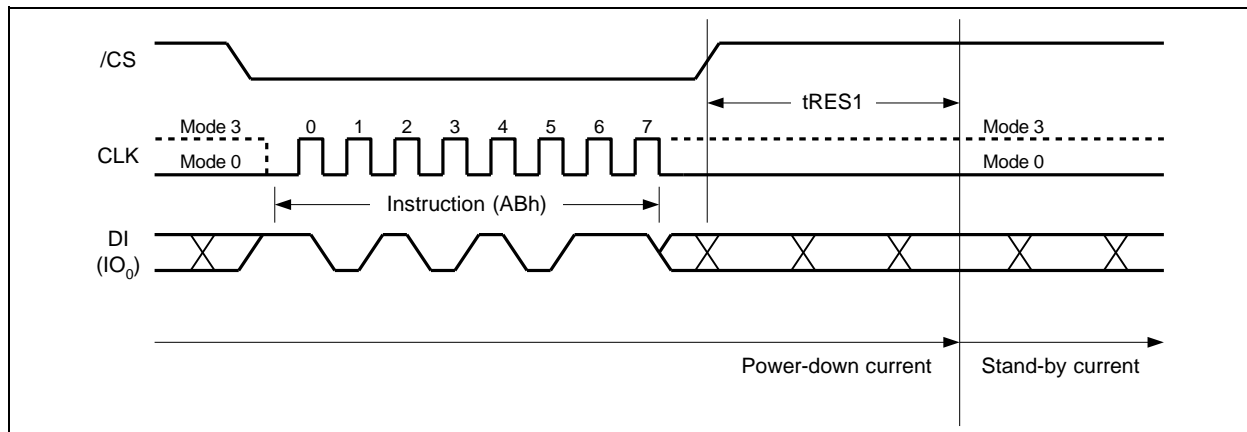 /CS
tRES1
Mode 3 0 1 2 3 4 5 6 7 Mode 3
CLK
Mode 0 Mode 0
Instruction (ABh)
DI
(IO₀)
Power-down current Stand-by current